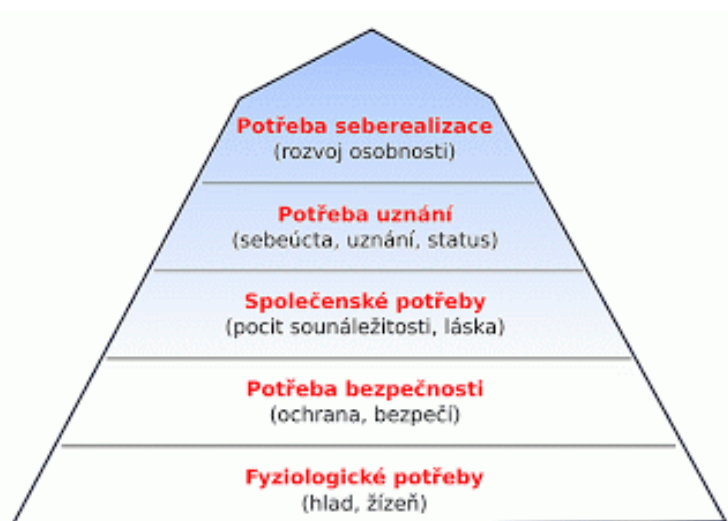 Potřeba seberealizace
(rozvoj osobnosti)
Potřeba uznání
(sebeúcta, uznání, status)
Společenské potřeby
(pocit sounáležitosti, láska)
Potřeba bezpečnosti
(ochrana, bezpečí)
Fyziologické potřeby
(hlad, žízeň)